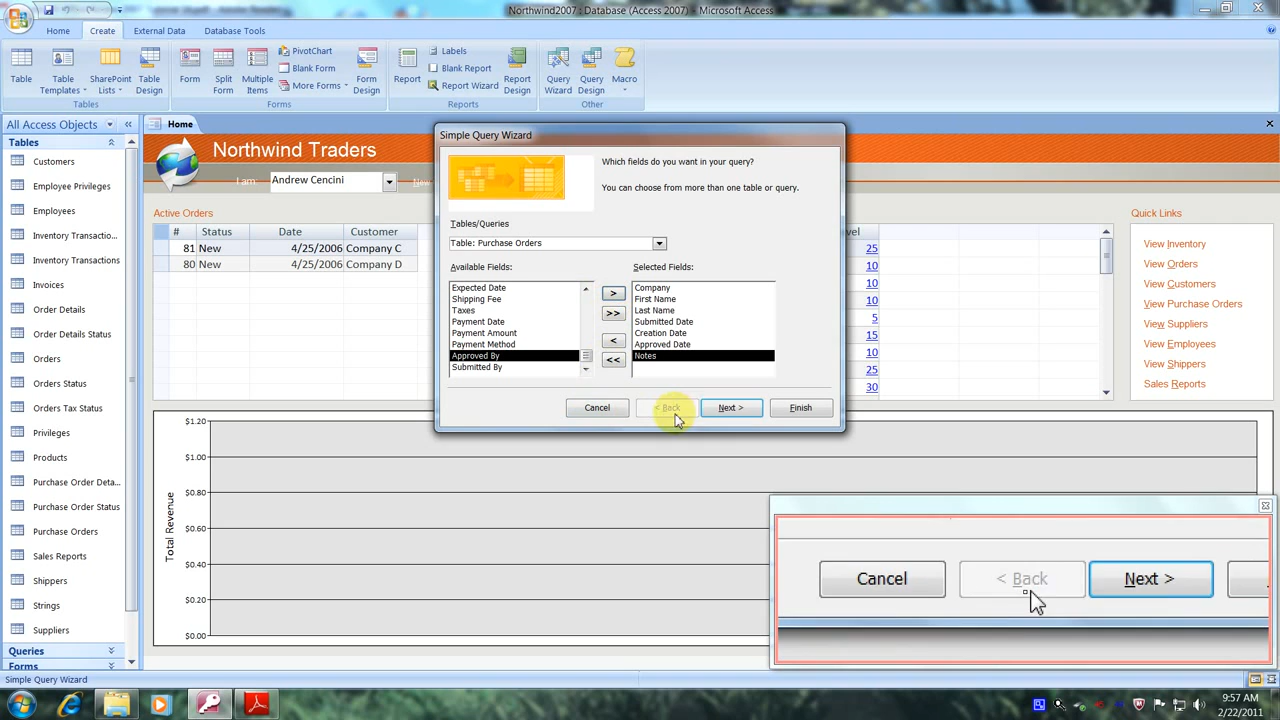 Northwind2007 : Database (Access 2007) - Microsoft Access
Home Create External Data Database Tools
Table
Table Templates
SharePoint Lists
Table Design
Tables
Form
Split Form
Multiple Items
PivotChart
Blank Form
More Forms
Form Design
Forms
Report
Labels
Blank Report
Report Wizard
Report Design
Reports
Query Wizard
Query Design
Macro
Other
All Access Objects
Tables
Customers
Employee Privileges
Employees
Inventory Transactio...
Inventory Transactions
Invoices
Order Details
Order Details Status
Orders
Orders Status
Orders Tax Status
Privileges
Products
Purchase Order Deta...
Purchase Order Status
Purchase Orders
Sales Reports
Shippers
Strings
Suppliers
Queries
Forms
Home
Northwind Traders
I am: Andrew Cencini
Active Orders
# Status Date Customer
81 New 4/25/2006 Company C
80 New 4/25/2006 Company D
25
10
10
10
5
15
10
25
30
Quick Links
View Inventory
View Orders
View Customers
View Purchase Orders
View Suppliers
View Employees
View Shippers
Sales Reports
Simple Query Wizard
Which fields do you want in your query?
You can choose from more than one table or query.
Tables/Queries
Table: Purchase Orders
Available Fields:
Expected Date
Shipping Fee
Taxes
Payment Date
Payment Amount
Payment Method
Approved By
Submitted By
>
>>
<
<<
Selected Fields:
Company
First Name
Last Name
Submitted Date
Creation Date
Approved Date
Notes
Cancel < Back Next > Finish
Total Revenue
$1.20
$1.00
$0.80
$0.60
$0.40
$0.20
$0.00
Cancel < Back Next >
Simple Query Wizard
9:57 AM
2/22/2011